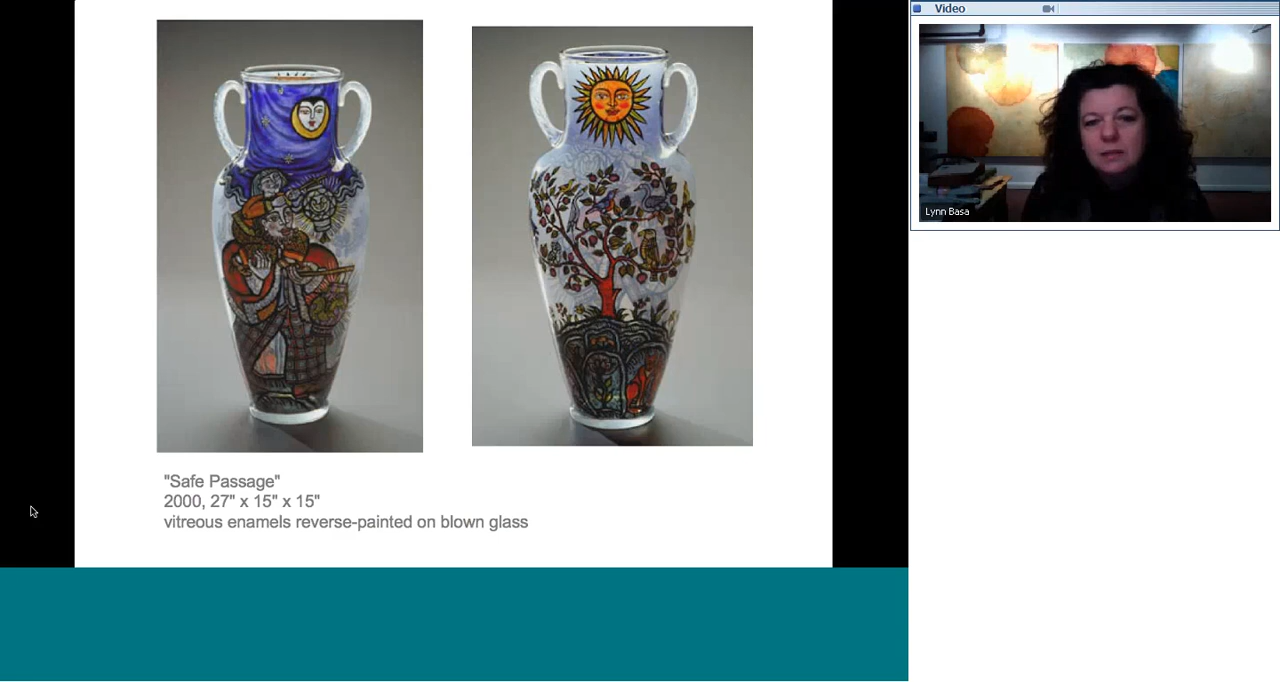 "Safe Passage"
2000, 27" x 15" x 15"
vitreous enamels reverse-painted on blown glass
Video
Lynn Basa